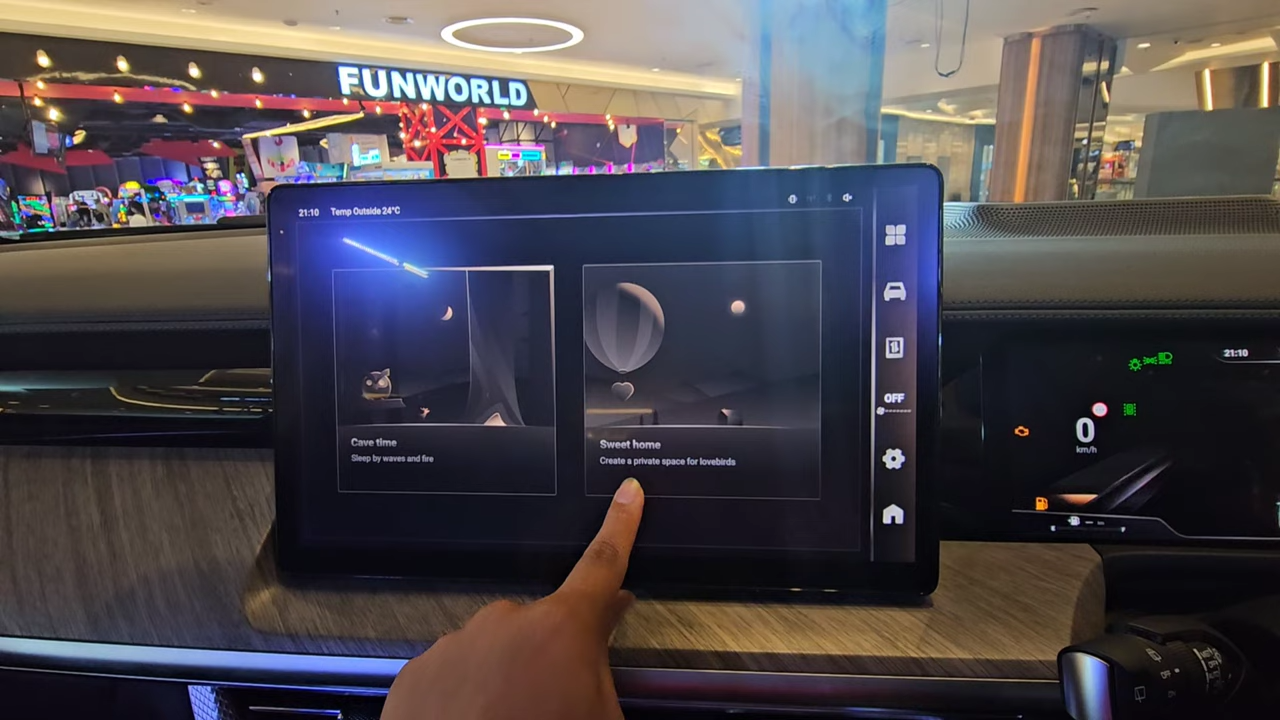 FUNWORLD
21:10 Temp Outside 24°C
OFF
Cave time
Sleep by waves and fire
Sweet home
Create a private space for lovebirds
21:10
0
km/h